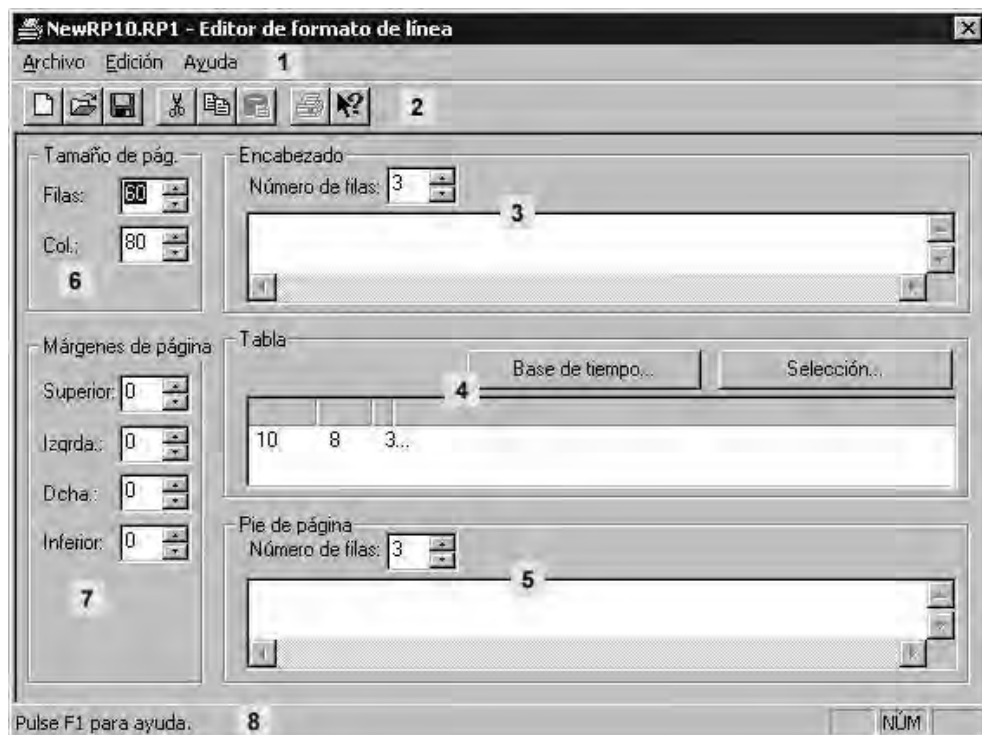 NewRP10.RP1 - Editor de formato de línea
Archivo Edición Ayuda 1
2
Tamaño de pág.
Filas: 60
Col.: 80
6
Encabezado
Número de filas: 3
3
Márgenes de página
Superior: 0
Izqrda.: 0
Dcha.: 0
Inferior: 0
7
Tabla
Base de tiempo... Selección...
4
10 8 3...
Pie de página
Número de filas: 3
5
Pulse F1 para ayuda. 8 NÚM